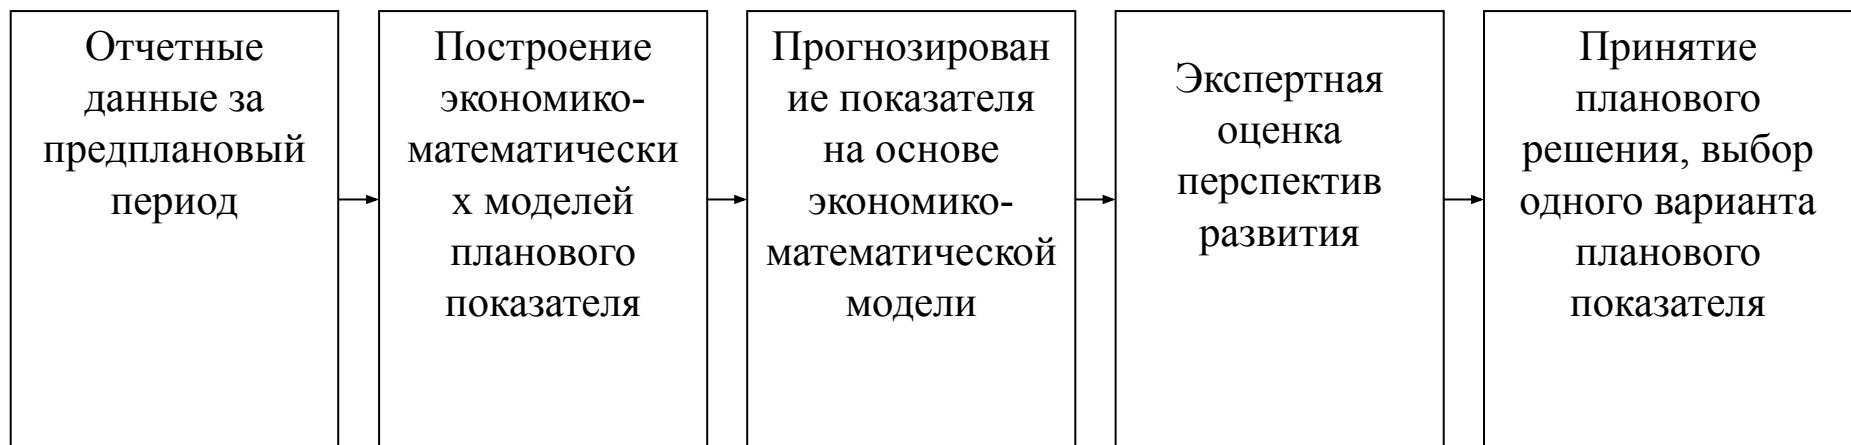 Отчетные
данные за
предплановый
период
Построение
экономико-
математически
х моделей
планового
показателя
Прогнозирован
ие показателя
на основе
экономико-
математической
модели
Экспертная
оценка
перспектив
развития
Принятие
планового
решения, выбор
одного варианта
планового
показателя